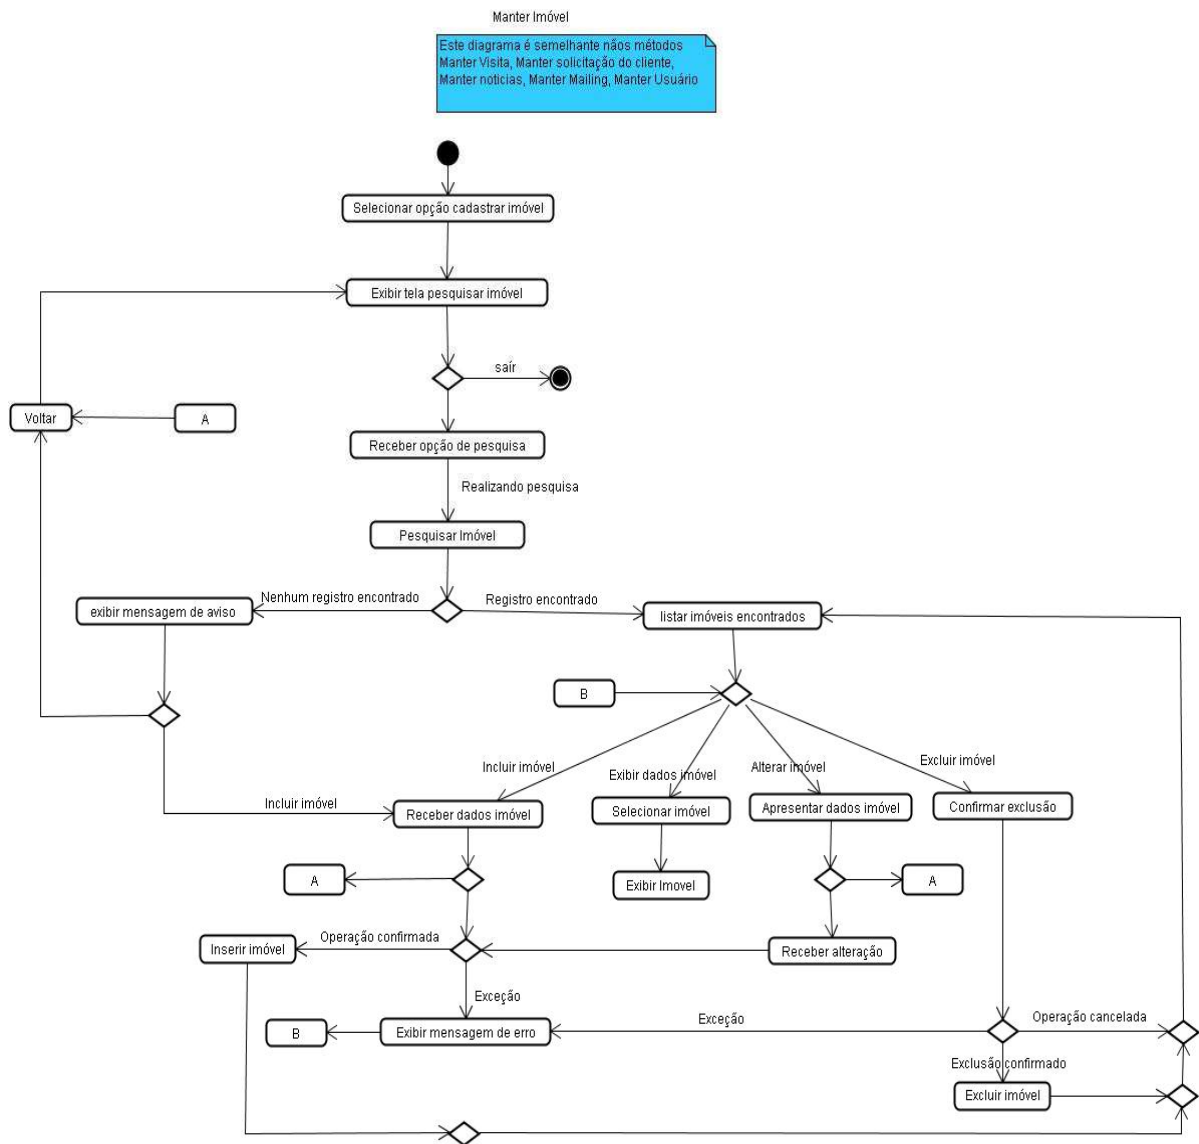 Manter Imóvel
Este diagrama é semelhante nãos métodos
Manter Visita, Manter solicitação do cliente,
Manter noticias, Manter Mailing, Manter Usuário
Selecionar opção cadastrar imóvel
Exibir tela pesquisar imóvel
saír
Voltar
A
Receber opção de pesquisa
Realizando pesquisa
Pesquisar Imóvel
Nenhum registro encontrado
Registro encontrado
exibir mensagem de aviso
listar imóveis encontrados
B
Incluir imóvel
Exibir dados imóvel
Alterar imóvel
Excluir imóvel
Incluir imóvel
Receber dados imóvel
Selecionar imóvel
Apresentar dados imóvel
Confirmar exclusão
A
Exibir Imovel
A
Inserir imóvel
Operação confirmada
Receber alteração
Exceção
B
Exibir mensagem de erro
Exceção
Operação cancelada
Exclusão confirmado
Excluir imóvel